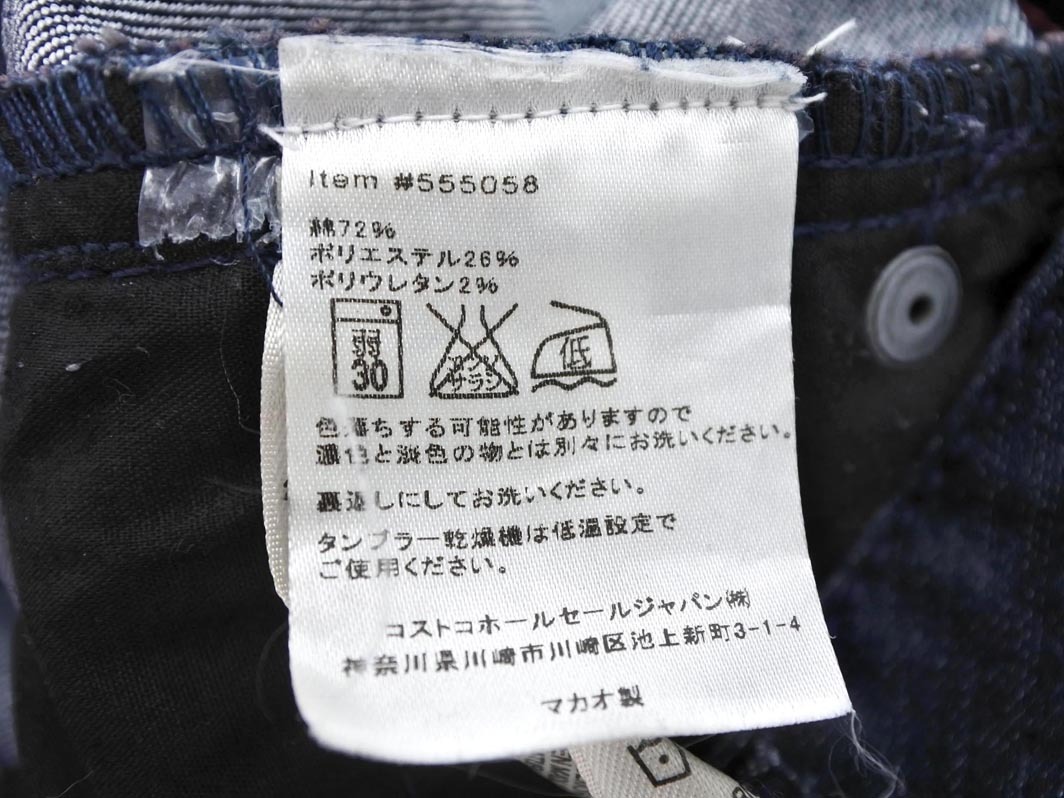 Item #555058
綿72%
ポリエステル26%
ポリウレタン2%
弱
30
サラシ
低
色落ちする可能性がありますので
濃色と淡色の物とは別々にお洗いください。
裏返しにしてお洗いください。
タンブラー乾燥機は低温設定で
ご使用ください。
コストコホールセールジャパン㈱
神奈川県川崎市川崎区池上新町3-1-4
マカオ製